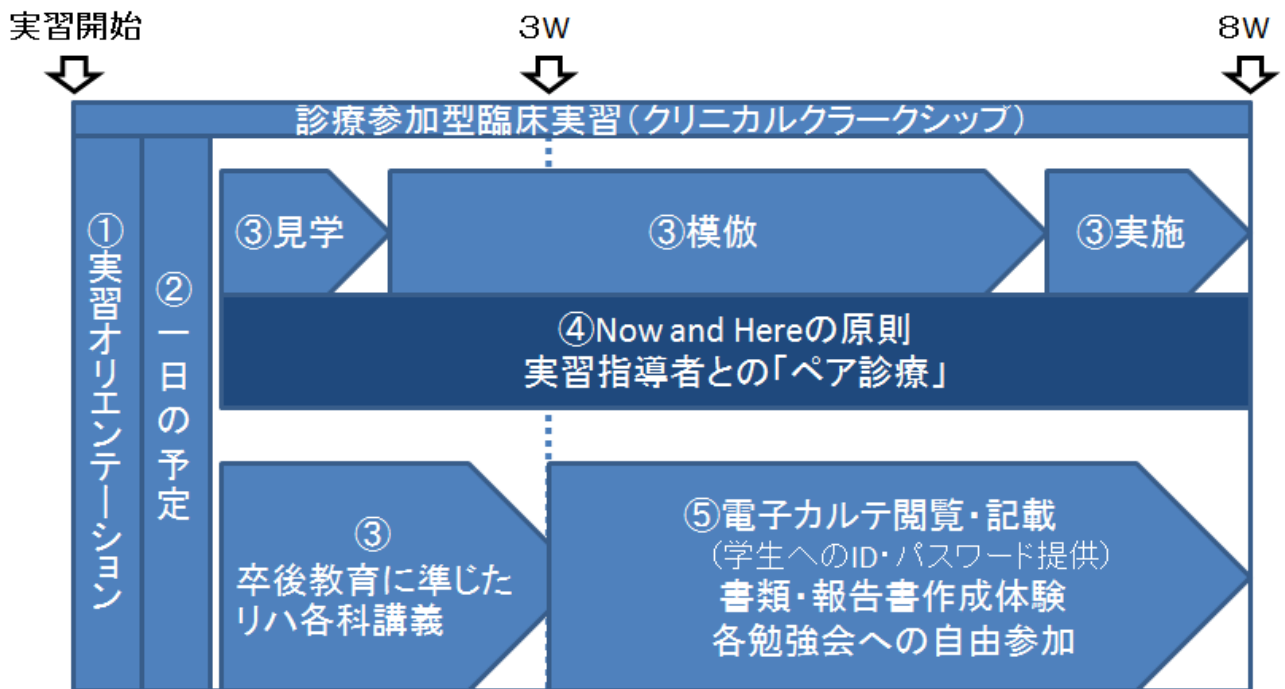 実習開始
3W
8W
診療参加型臨床実習(クリニカルクラークシップ)
①実習オリエンテーション
②一日の予定
③見学
③模倣
③実施
④Now and Hereの原則
実習指導者との「ペア診療」
③
卒後教育に準じた
リハ各科講義
⑤電子カルテ閲覧・記載
(学生へのID・パスワード提供)
書類・報告書作成体験
各勉強会への自由参加